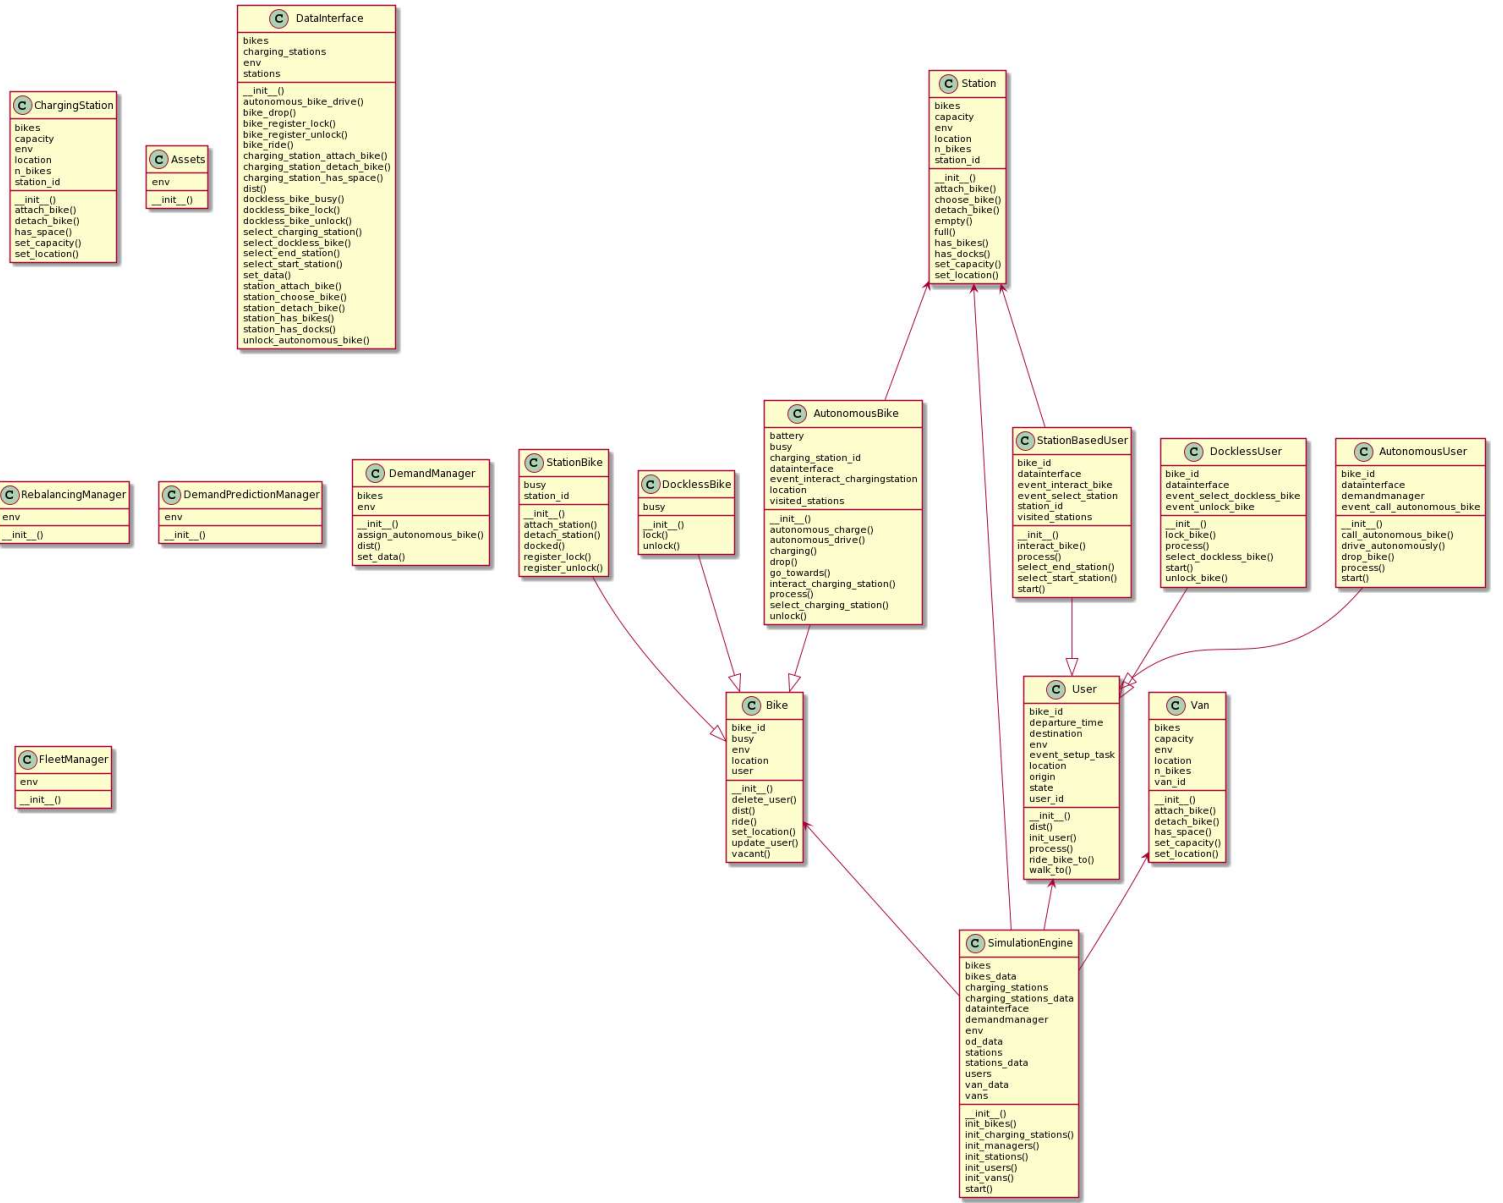 C DataInterface
bikes
charging_stations
env
stations
__init__()
autonomous_bike_drive()
bike_drop()
bike_register_lock()
bike_register_unlock()
bike_ride()
charging_station_attach_bike()
charging_station_detach_bike()
charging_station_has_space()
dist()
dockless_bike_busy()
dockless_bike_lock()
dockless_bike_unlock()
select_charging_station()
select_dockless_bike()
select_end_station()
select_start_station()
set_data()
station_attach_bike()
station_choose_bike()
station_detach_bike()
station_has_bikes()
station_has_docks()
unlock_autonomous_bike()
C ChargingStation
bikes
capacity
env
location
n_bikes
station_id
__init__()
attach_bike()
detach_bike()
has_space()
set_capacity()
set_location()
C Assets
env
__init__()
C Station
bikes
capacity
env
location
n_bikes
station_id
__init__()
attach_bike()
choose_bike()
detach_bike()
empty()
full()
has_bikes()
has_docks()
set_capacity()
set_location()
C RebalancingManager
env
__init__()
C DemandPredictionManager
env
__init__()
C DemandManager
bikes
env
__init__()
assign_autonomous_bike()
dist()
set_data()
C StationBike
busy
station_id
__init__()
attach_station()
detach_station()
docked()
register_lock()
register_unlock()
C DocklessBike
busy
__init__()
lock()
unlock()
C AutonomousBike
battery
busy
charging_station_id
datainterface
event_interact_chargingstation
location
visited_stations
__init__()
autonomous_charge()
autonomous_drive()
charging()
drop()
go_towards()
interact_charging_station()
process()
select_charging_station()
unlock()
C StationBasedUser
bike_id
datainterface
event_interact_bike
event_select_station
station_id
visited_stations
__init__()
interact_bike()
process()
select_end_station()
select_start_station()
start()
C DocklessUser
bike_id
datainterface
event_select_dockless_bike
event_unlock_bike
__init__()
lock_bike()
process()
select_dockless_bike()
start()
unlock_bike()
C AutonomousUser
bike_id
datainterface
demandmanager
event_call_autonomous_bike
__init__()
call_autonomous_bike()
drive_autonomously()
drop_bike()
process()
start()
C FleetManager
env
__init__()
C Bike
bike_id
busy
env
location
user
__init__()
delete_user()
dist()
ride()
set_location()
update_user()
vacant()
C User
bike_id
departure_time
destination
env
event_setup_task
location
origin
state
user_id
__init__()
dist()
init_user()
process()
ride_bike_to()
walk_to()
C Van
bikes
capacity
env
location
n_bikes
van_id
__init__()
attach_bike()
detach_bike()
has_space()
set_capacity()
set_location()
C SimulationEngine
bikes
bikes_data
charging_stations
charging_stations_data
datainterface
demandmanager
env
od_data
stations
stations_data
users
van_data
vans
__init__()
init_bikes()
init_charging_stations()
init_managers()
init_stations()
init_users()
init_vans()
start()